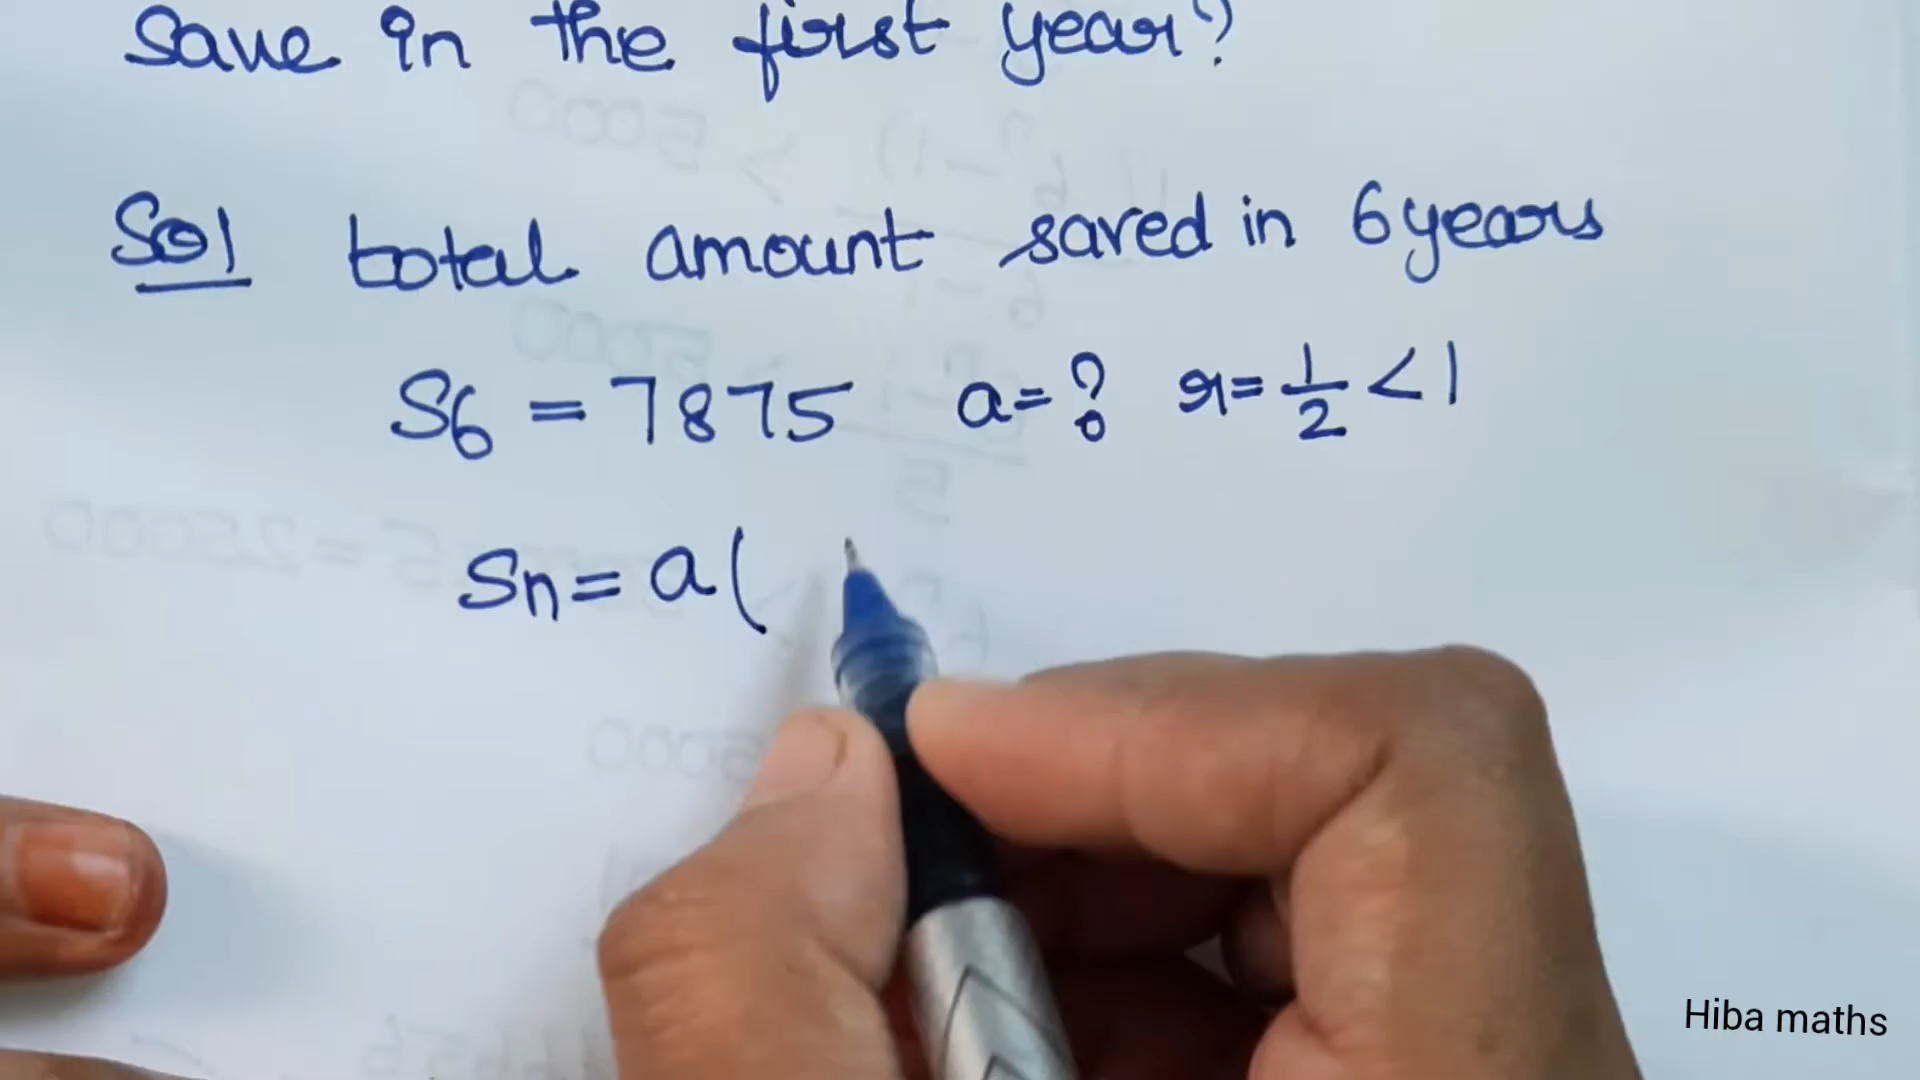 Save in the first year?
Sol total amount saved in 6 years
S6 = 7875 a = ? r = 1/2 < 1
Sn = a (
Hiba maths